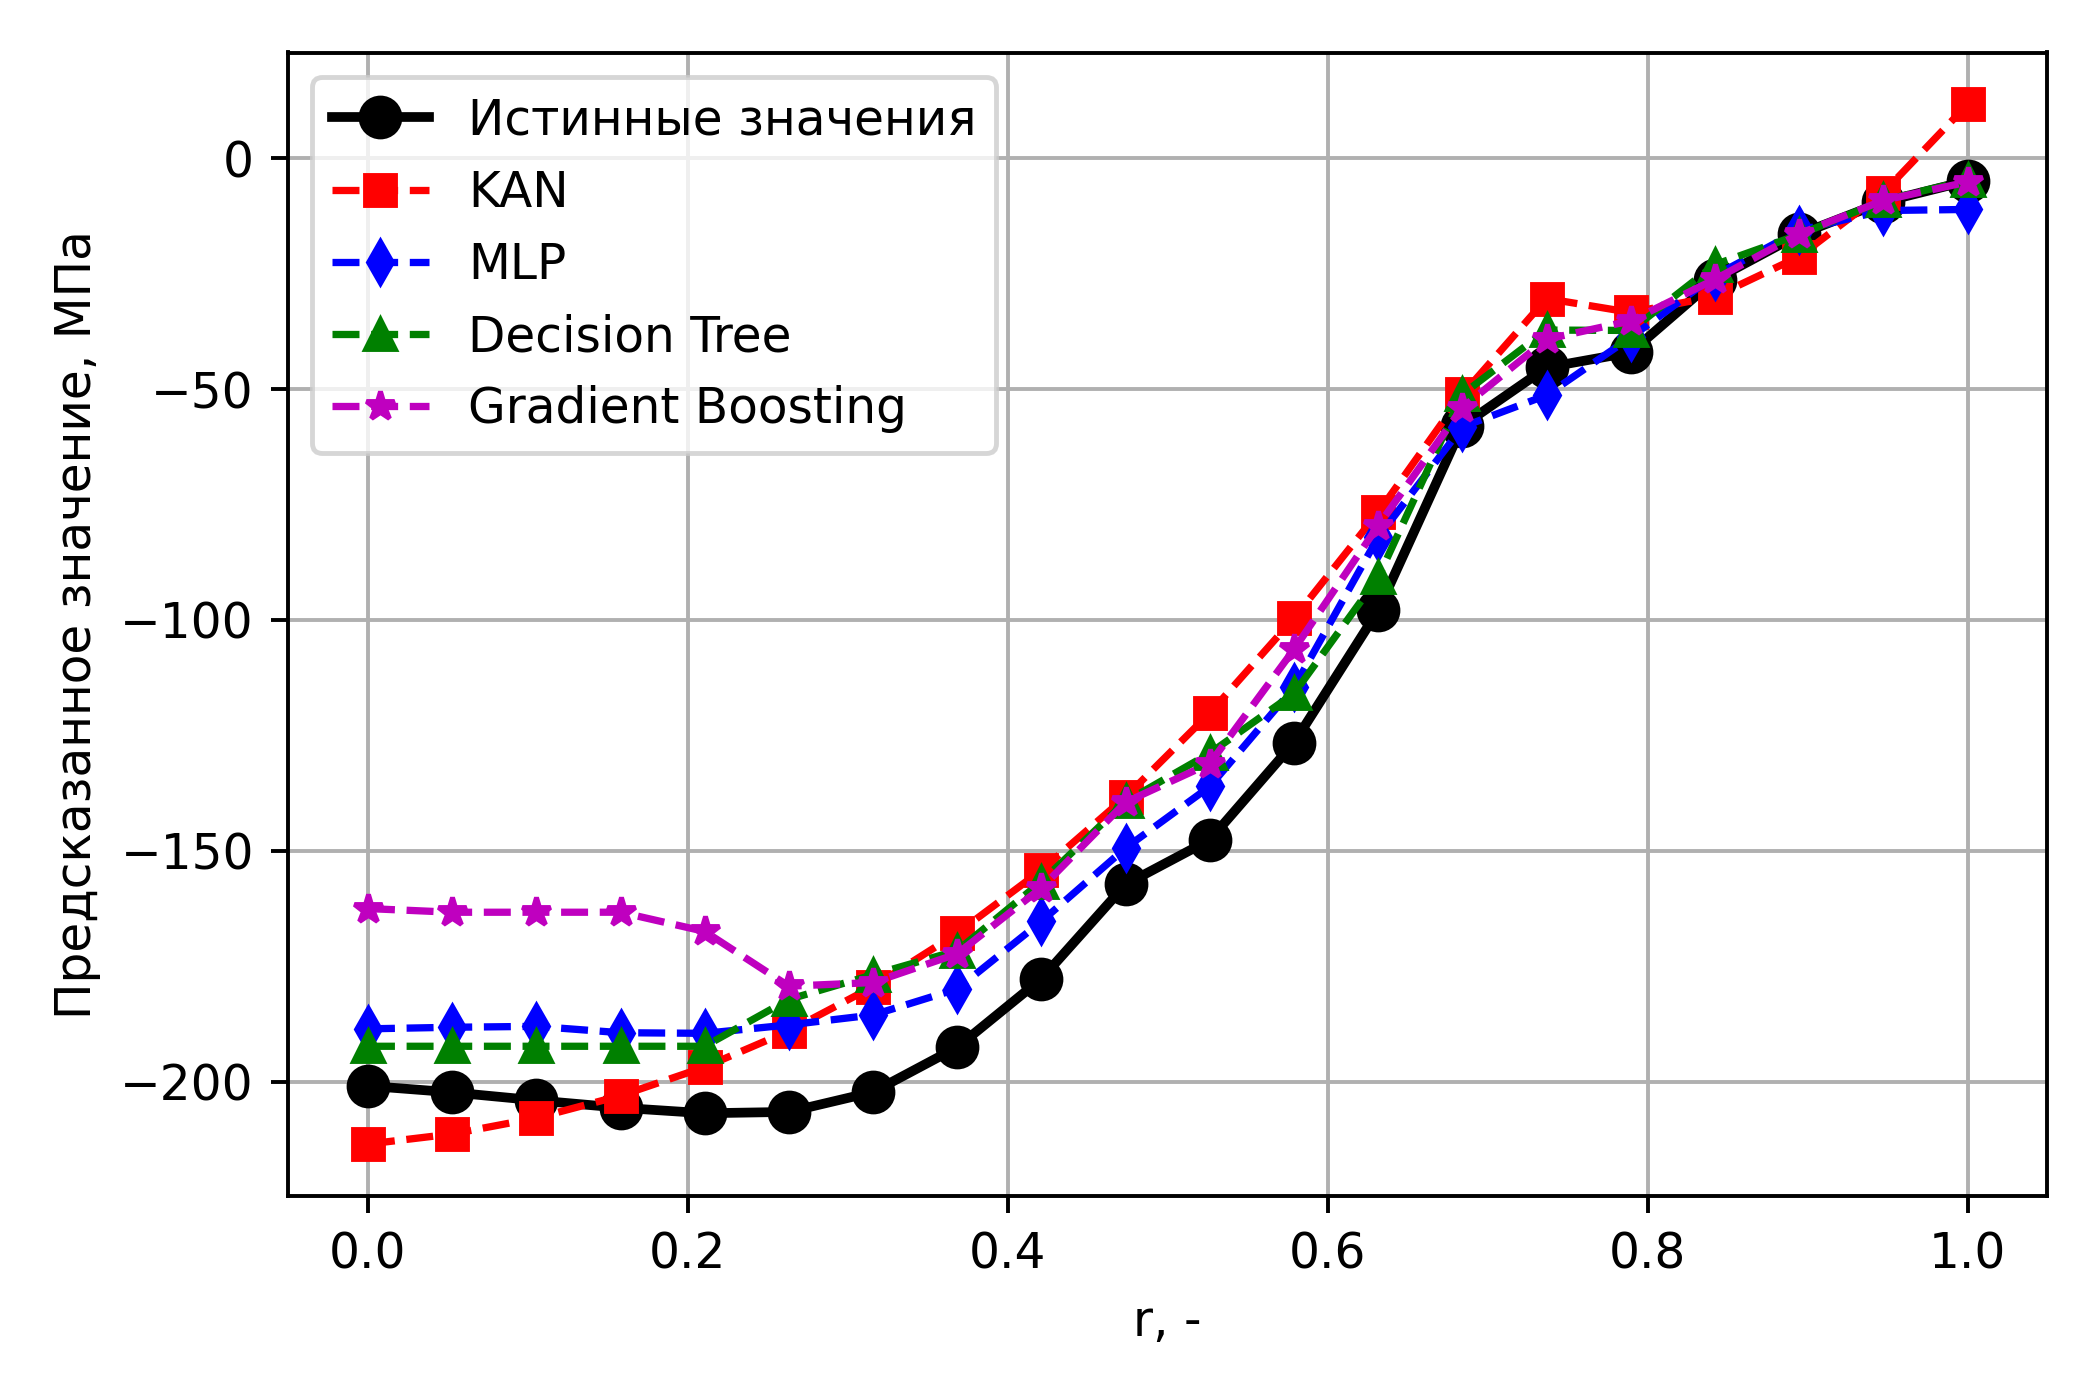 Истинные значения
KAN
MLP
Decision Tree
Gradient Boosting
Предсказанное значение, МПа
0
−50
−100
−150
−200
0.0 0.2 0.4 0.6 0.8 1.0
r, -